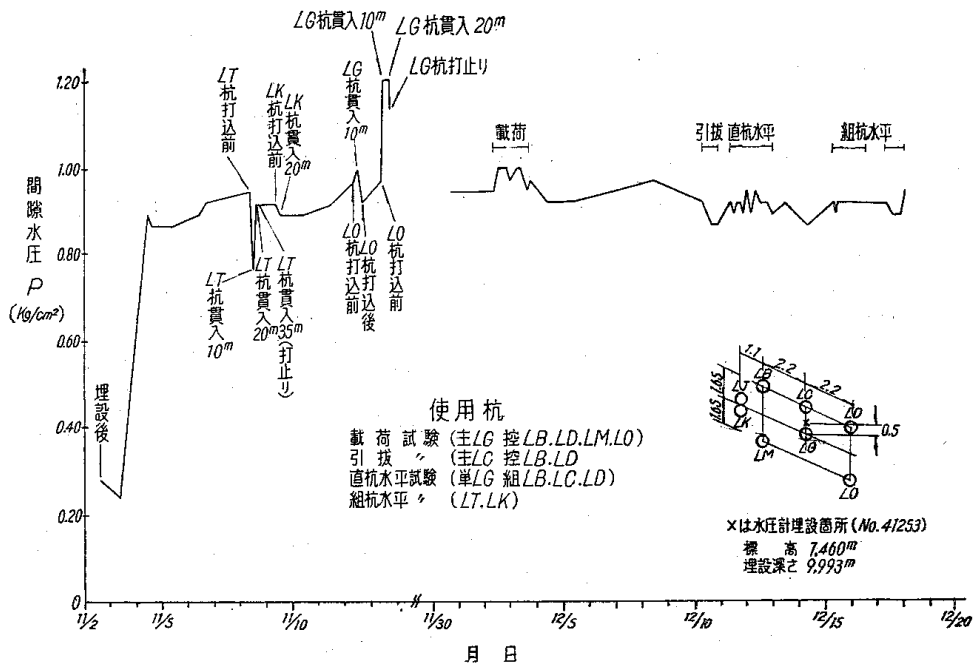 LG杭貫入10m
LG杭貫入20m
LG杭打止り
LT杭打込前
LK杭打込前
LK杭貫入20m
LG杭貫入10m
載荷
引抜
直杭水平
組杭水平
1.20
1.00
0.80
0.60
0.40
0.20
0
間隙水圧
P
(Kg/cm²)
LT杭貫入10m
LT杭貫入20m
LT杭貫入35m(打止り)
LO杭打込前
LO杭打込後
LO杭打込前
埋設後
使用杭
載荷試験(主LG 控LB.LD.LM.LO)
引抜 〃 (主LC 控LB.LD
直杭水平試験(単LG 組LB.LC.LD)
組杭水平 〃 (LT.LK)
1.1
2.2
2.2
1.65
1.65
0.5
LB
LK
LM
LG
LO
×は水圧計埋設箇所(No.41253)
標高 7,460m
埋設深さ 9,993m
11/2
11/5
11/10
11/30
12/5
12/10
12/15
12/20
月日